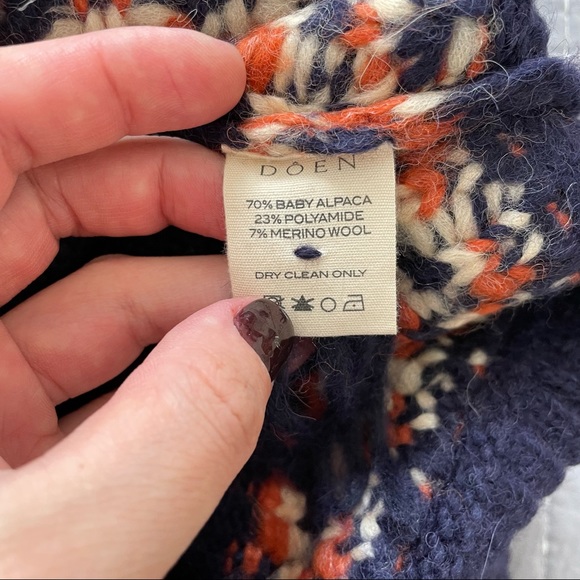 DÔEN
70% BABY ALPACA
23% POLYAMIDE
7% MERINO WOOL
DRY CLEAN ONLY